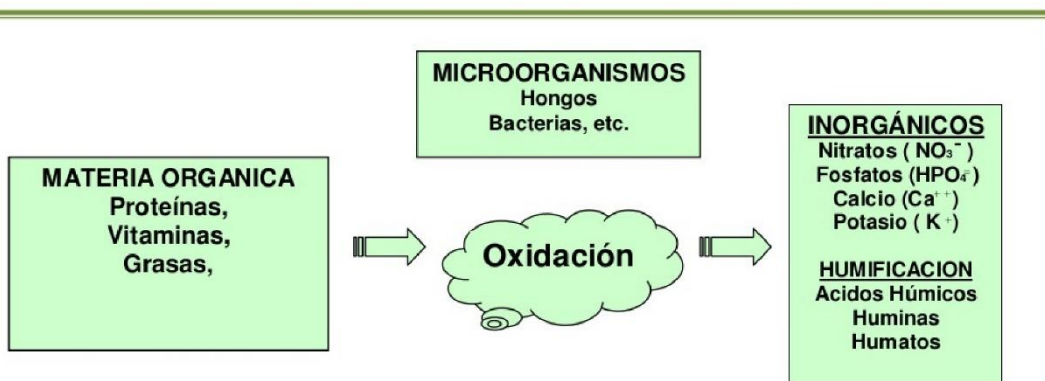 MICROORGANISMOS
Hongos
Bacterias, etc.
MATERIA ORGANICA
Proteínas,
Vitaminas,
Grasas,
Oxidación
INORGÁNICOS
Nitratos ( NO₃⁻ )
Fosfatos (HPO₄⁼)
Calcio (Ca⁺⁺)
Potasio ( K⁺)
HUMIFICACION
Acidos Húmicos
Huminas
Humatos